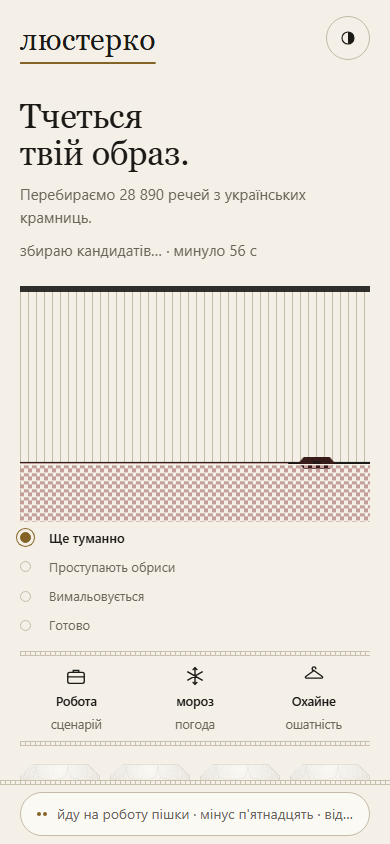 люстерко
Тчеться
твій образ.
Перебираємо 28 890 речей з українських
крамниць.
збираю кандидатів... · минуло 56 с
Ще туманно
Проступають обриси
Вимальовується
Готово
Робота
мороз
Охайне
сценарій
погода
ошатність
йду на роботу пішки · мінус п'ятнадцять · від...